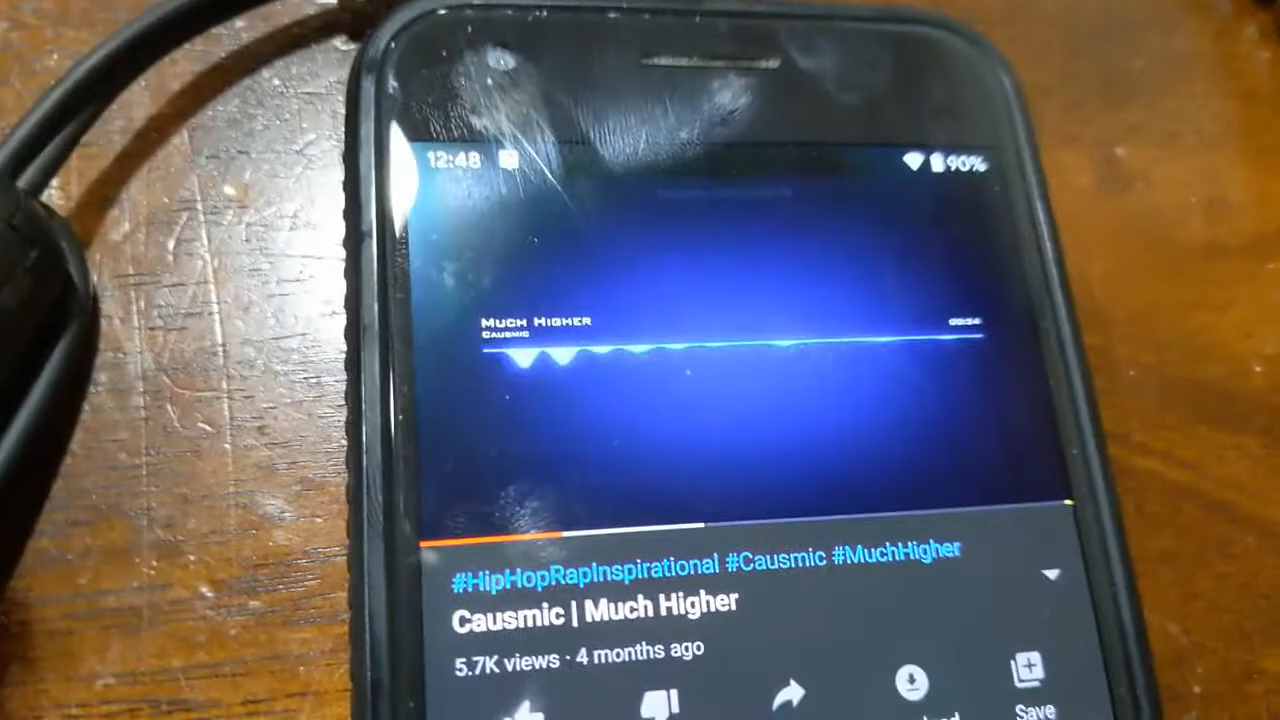 12:48
90%
MUCH HIGHER
CAUSMIC
#HipHopRapInspirational #Causmic #MuchHigher
Causmic | Much Higher
5.7K views · 4 months ago
Save